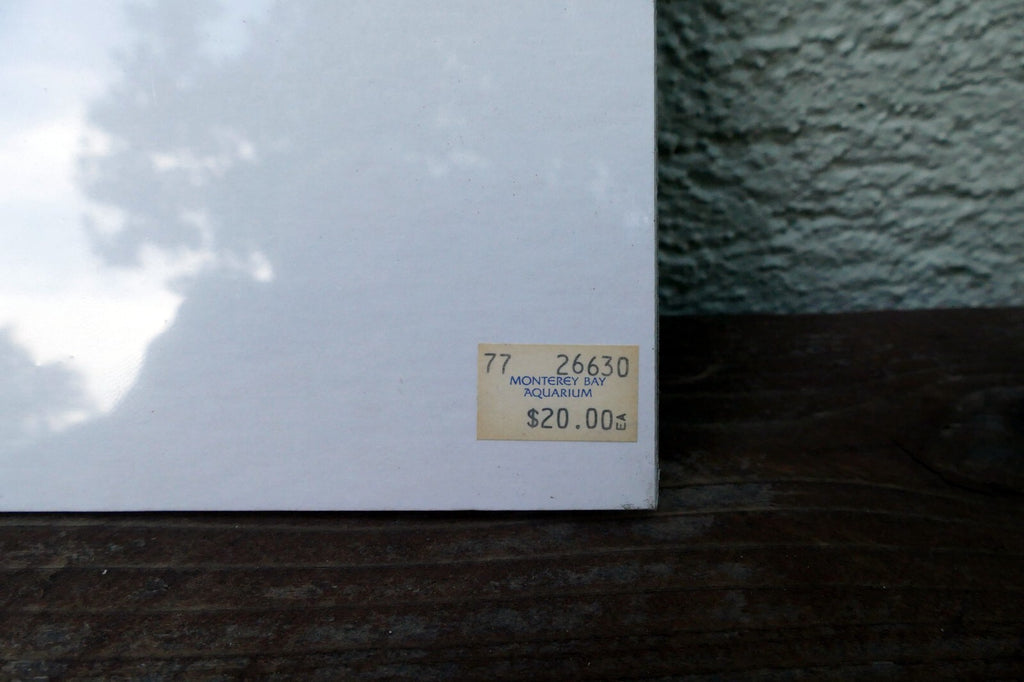 77 26630
MONTEREY BAY
AQUARIUM
$20.00 EA